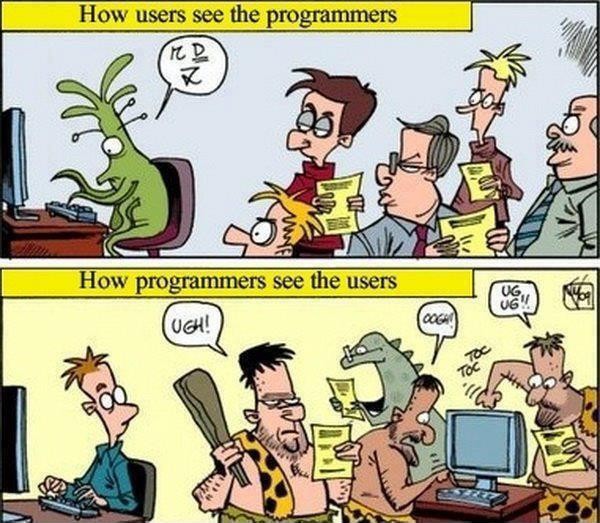 How users see the programmers
How programmers see the users
UGH!
OOGH!
UG
UG!!
TOC
TOC